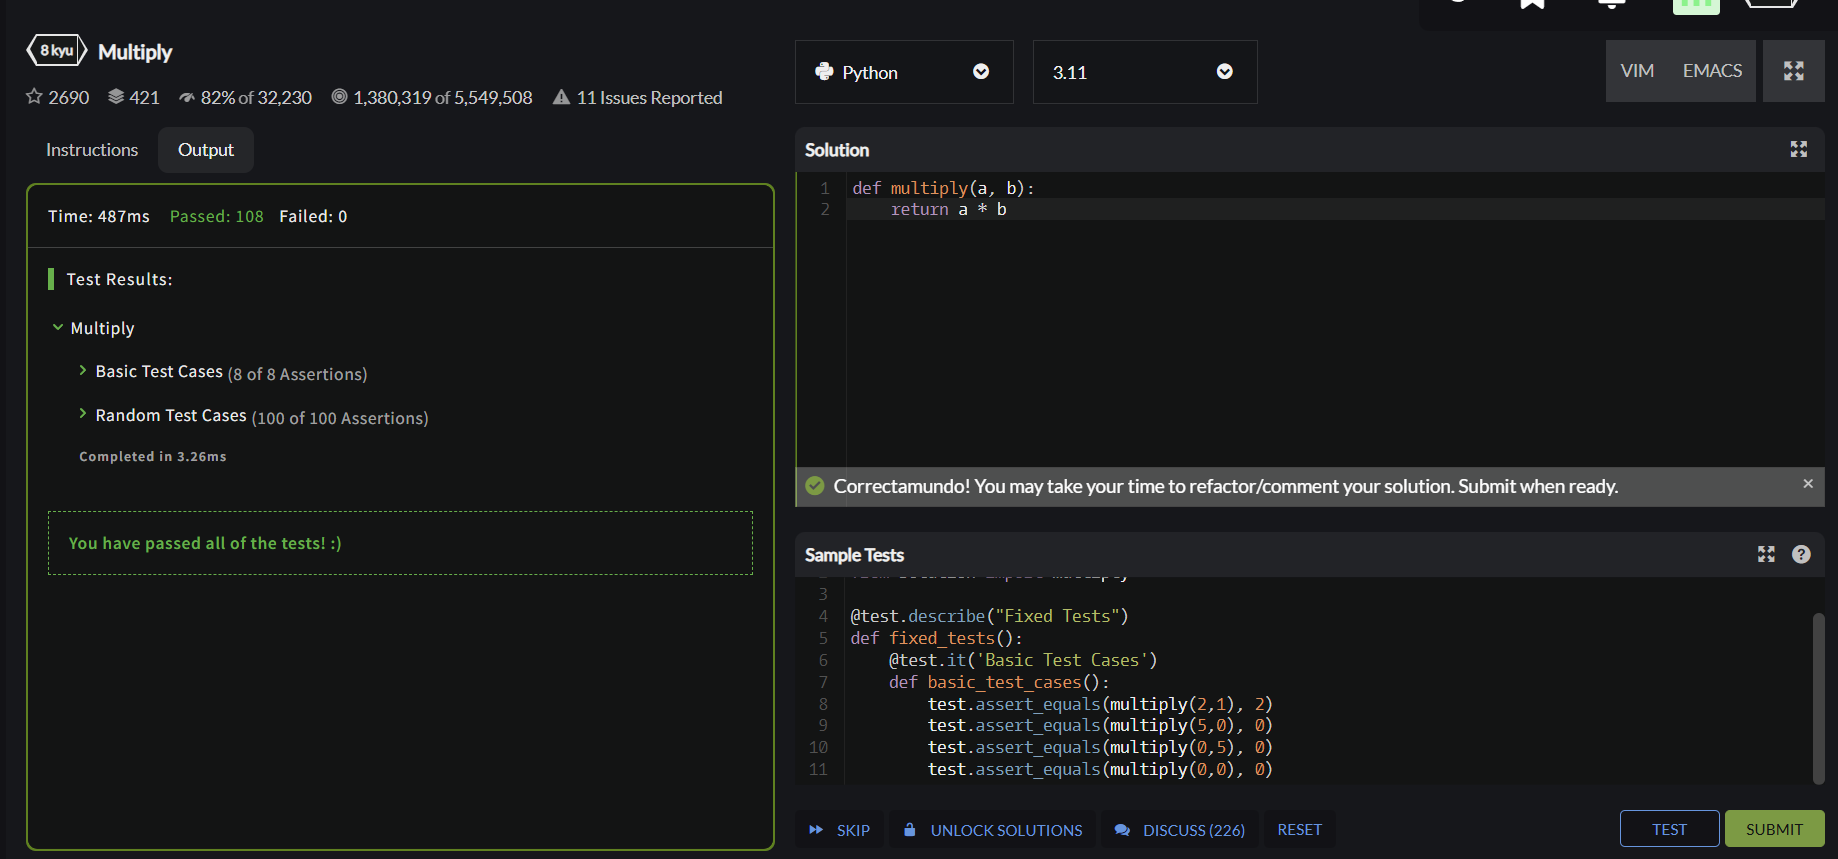 8 kyu Multiply
2690 421 82% of 32,230 1,380,319 of 5,549,508 11 Issues Reported
Instructions Output
Time: 487ms Passed: 108 Failed: 0
Test Results:
Multiply
Basic Test Cases (8 of 8 Assertions)
Random Test Cases (100 of 100 Assertions)
Completed in 3.26ms
You have passed all of the tests! :)
Python 3.11 VIM EMACS
Solution
1 def multiply(a, b):
2     return a * b
Correctamundo! You may take your time to refactor/comment your solution. Submit when ready. ×
Sample Tests
3
4 @test.describe("Fixed Tests")
5 def fixed_tests():
6     @test.it('Basic Test Cases')
7     def basic_test_cases():
8         test.assert_equals(multiply(2,1), 2)
9         test.assert_equals(multiply(5,0), 0)
10         test.assert_equals(multiply(0,5), 0)
11         test.assert_equals(multiply(0,0), 0)
SKIP UNLOCK SOLUTIONS DISCUSS (226) RESET TEST SUBMIT